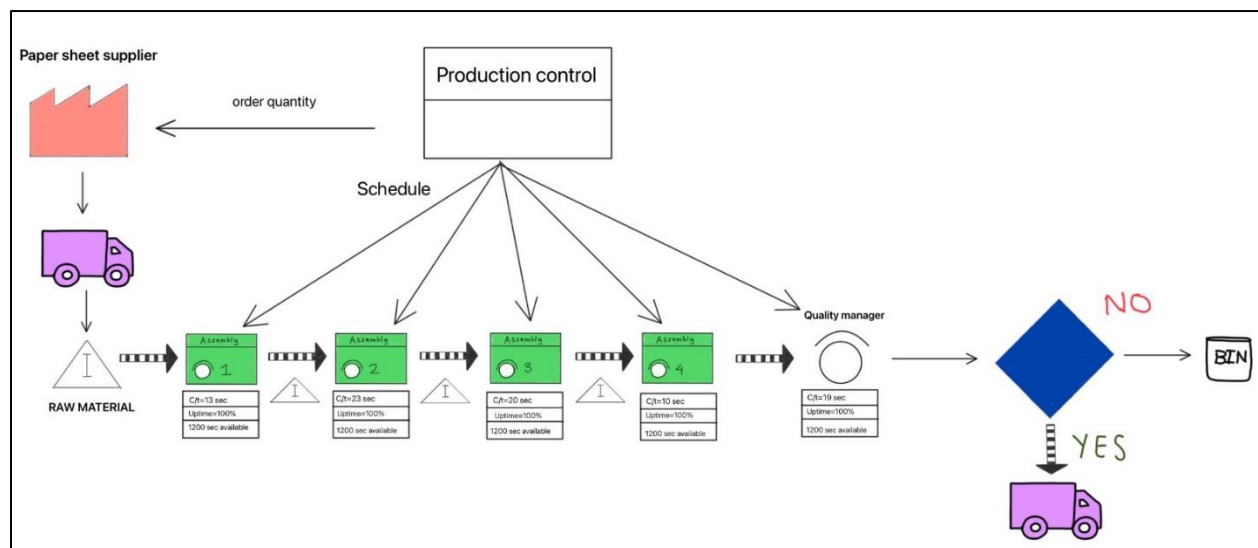 Paper sheet supplier
order quantity
Production control
Schedule
I
RAW MATERIAL
Assembly
1
C/t=13 sec
Uptime=100%
1200 sec available
I
Assembly
2
C/t=23 sec
Uptime=100%
1200 sec available
I
Assembly
3
C/t=20 sec
Uptime=100%
1200 sec available
I
Assembly
4
C/t=10 sec
Uptime=100%
1200 sec available
Quality manager
C/t=19 sec
Uptime=100%
1200 sec available
NO
BIN
YES